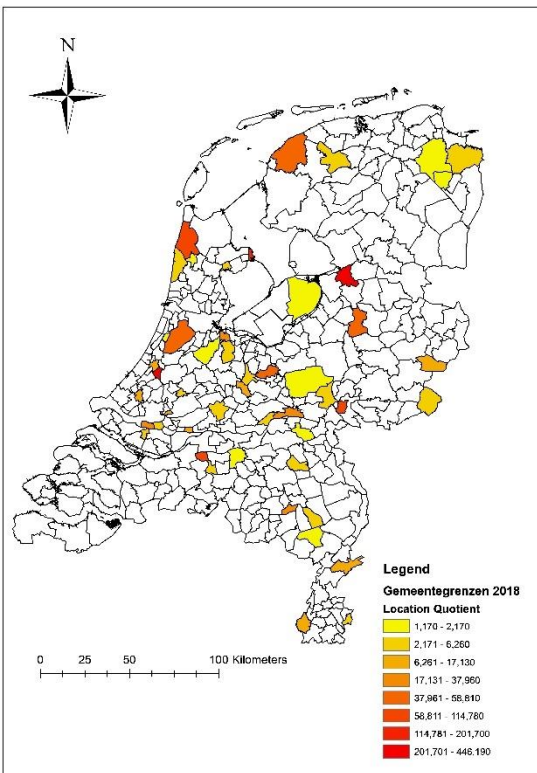 N
Legend
Gemeentegrenzen 2018
Location Quotient
1,170 - 2,170
2,171 - 6,260
6,261 - 17,130
17,131 - 37,960
37,961 - 58,810
58,811 - 114,780
114,781 - 201,700
201,701 - 446,190
0 25 50 100 Kilometers